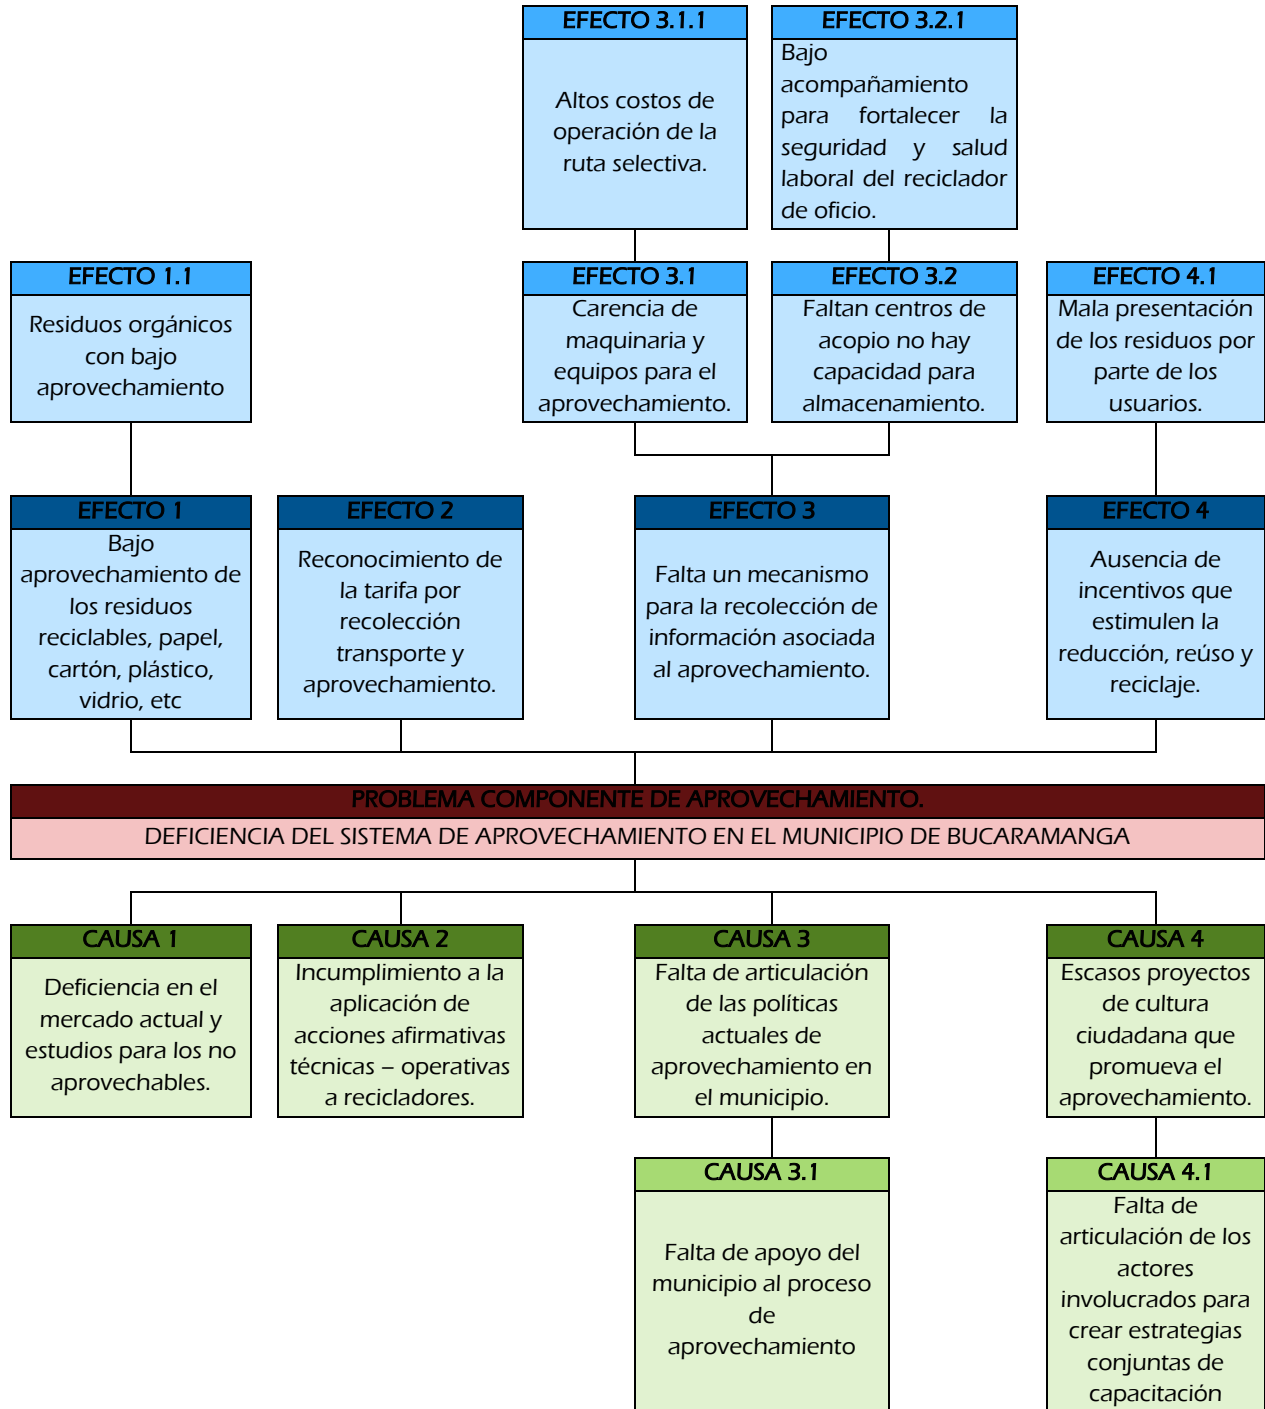 EFECTO 3.1.1
Altos costos de
operación de la
ruta selectiva.
EFECTO 3.2.1
Bajo
acompañamiento
para fortalecer la
seguridad y salud
laboral del reciclador
de oficio.
EFECTO 1.1
Residuos orgánicos
con bajo
aprovechamiento
EFECTO 3.1
Carencia de
maquinaria y
equipos para el
aprovechamiento.
EFECTO 3.2
Faltan centros de
acopio no hay
capacidad para
almacenamiento.
EFECTO 4.1
Mala presentación
de los residuos por
parte de los
usuarios.
EFECTO 1
Bajo
aprovechamiento de
los residuos
reciclables, papel,
cartón, plástico,
vidrio, etc
EFECTO 2
Reconocimiento de
la tarifa por
recolección
transporte y
aprovechamiento.
EFECTO 3
Falta un mecanismo
para la recolección de
información asociada
al aprovechamiento.
EFECTO 4
Ausencia de
incentivos que
estimulen la
reducción, reúso y
reciclaje.
PROBLEMA COMPONENTE DE APROVECHAMIENTO.
DEFICIENCIA DEL SISTEMA DE APROVECHAMIENTO EN EL MUNICIPIO DE BUCARAMANGA
CAUSA 1
Deficiencia en el
mercado actual y
estudios para los no
aprovechables.
CAUSA 2
Incumplimiento a la
aplicación de
acciones afirmativas
técnicas – operativas
a recicladores.
CAUSA 3
Falta de articulación
de las políticas
actuales de
aprovechamiento en
el municipio.
CAUSA 4
Escasos proyectos
de cultura
ciudadana que
promueva el
aprovechamiento.
CAUSA 3.1
Falta de apoyo del
municipio al proceso
de
aprovechamiento
CAUSA 4.1
Falta de
articulación de los
actores
involucrados para
crear estrategias
conjuntas de
capacitación